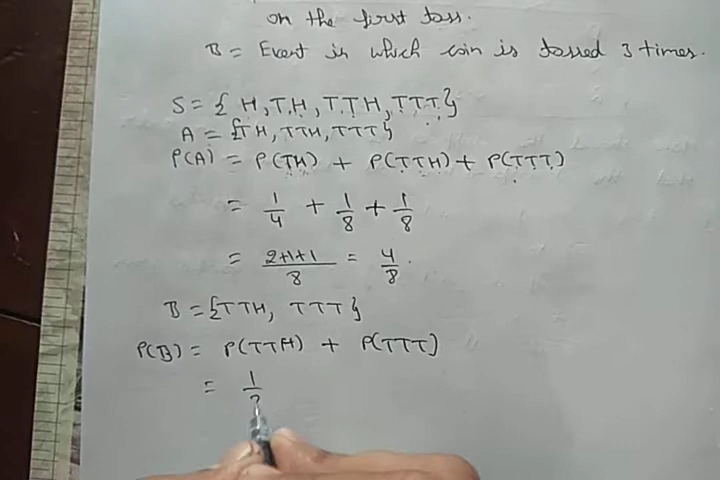 on the first toss.
B = Event in which coin is tossed 3 times.
S = { H, T.H, T.T.H, T.T.T.}
A = {TH, TTH, TTT}
P(A) = P(TH) + P(TTH) + P(TTT)
= 1/4 + 1/8 + 1/8
= 2+1+1/8 = 4/8.
B = {TTH, TTT}
P(B) = P(TTH) + P(TTT)
= 1/